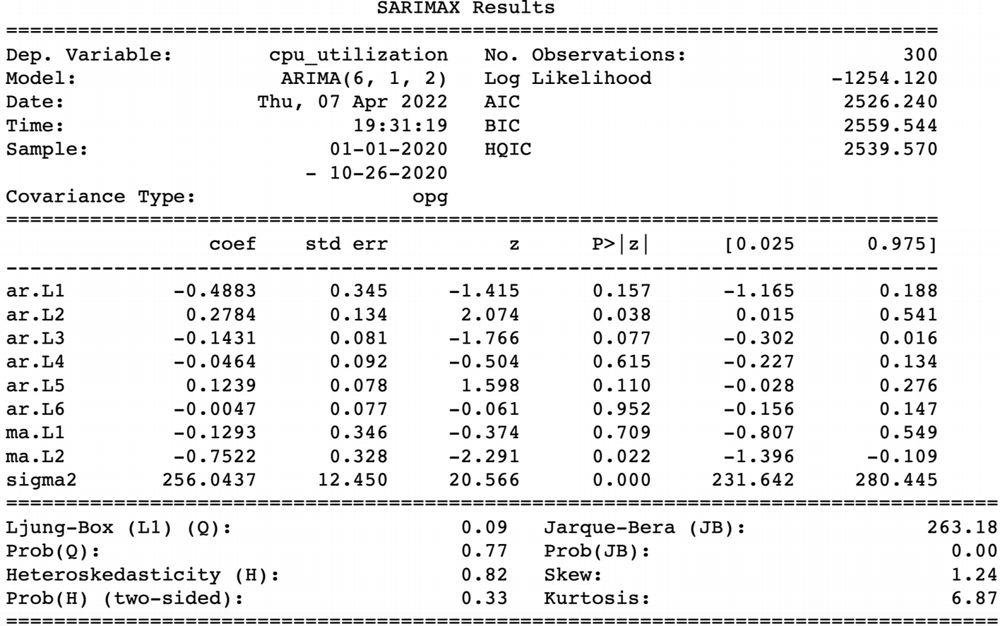 SARIMAX Results
==============================================================================
Dep. Variable: cpu_utilization No. Observations: 300
Model: ARIMA(6, 1, 2) Log Likelihood -1254.120
Date: Thu, 07 Apr 2022 AIC 2526.240
Time: 19:31:19 BIC 2559.544
Sample: 01-01-2020 HQIC 2539.570
- 10-26-2020
Covariance Type: opg
==============================================================================
coef std err z P>|z| [0.025 0.975]
------------------------------------------------------------------------------
ar.L1 -0.4883 0.345 -1.415 0.157 -1.165 0.188
ar.L2 0.2784 0.134 2.074 0.038 0.015 0.541
ar.L3 -0.1431 0.081 -1.766 0.077 -0.302 0.016
ar.L4 -0.0464 0.092 -0.504 0.615 -0.227 0.134
ar.L5 0.1239 0.078 1.598 0.110 -0.028 0.276
ar.L6 -0.0047 0.077 -0.061 0.952 -0.156 0.147
ma.L1 -0.1293 0.346 -0.374 0.709 -0.807 0.549
ma.L2 -0.7522 0.328 -2.291 0.022 -1.396 -0.109
sigma2 256.0437 12.450 20.566 0.000 231.642 280.445
===================================================================================
Ljung-Box (L1) (Q): 0.09 Jarque-Bera (JB): 263.18
Prob(Q): 0.77 Prob(JB): 0.00
Heteroskedasticity (H): 0.82 Skew: 1.24
Prob(H) (two-sided): 0.33 Kurtosis: 6.87
===================================================================================